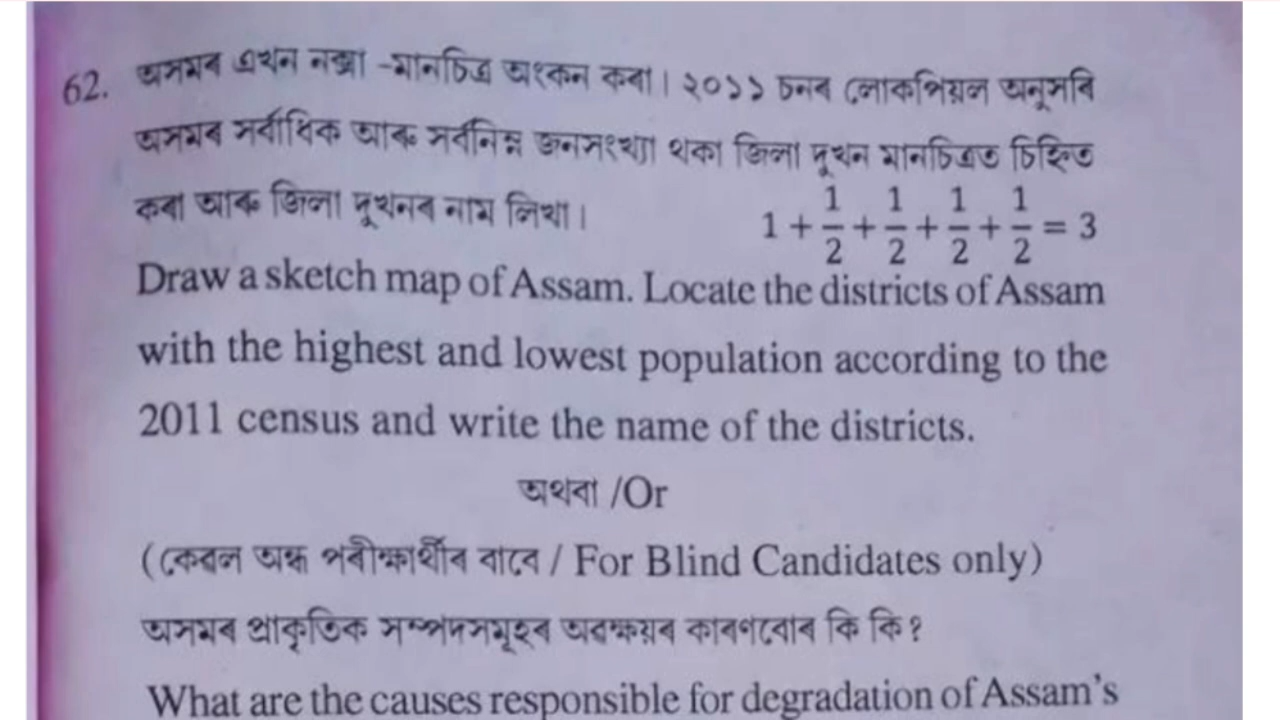 62. অসমৰ এখন নক্সা -মানচিত্ৰ অংকন কৰা। ২০১১ চনৰ লোকপিয়ল অনুসৰি
অসমৰ সৰ্বাধিক আৰু সৰ্বনিম্ন জনসংখ্যা থকা জিলা দুখন মানচিত্ৰত চিহ্নিত
কৰা আৰু জিলা দুখনৰ নাম লিখা। 1 + 1/2 + 1/2 + 1/2 + 1/2 = 3
Draw a sketch map of Assam. Locate the districts of Assam
with the highest and lowest population according to the
2011 census and write the name of the districts.
অথবা /Or
(কেৱল অন্ধ পৰীক্ষাৰ্থীৰ বাবে / For Blind Candidates only)
অসমৰ প্ৰাকৃতিক সম্পদসমূহৰ অৱক্ষয়ৰ কাৰণবোৰ কি কি?
What are the causes responsible for degradation of Assam's